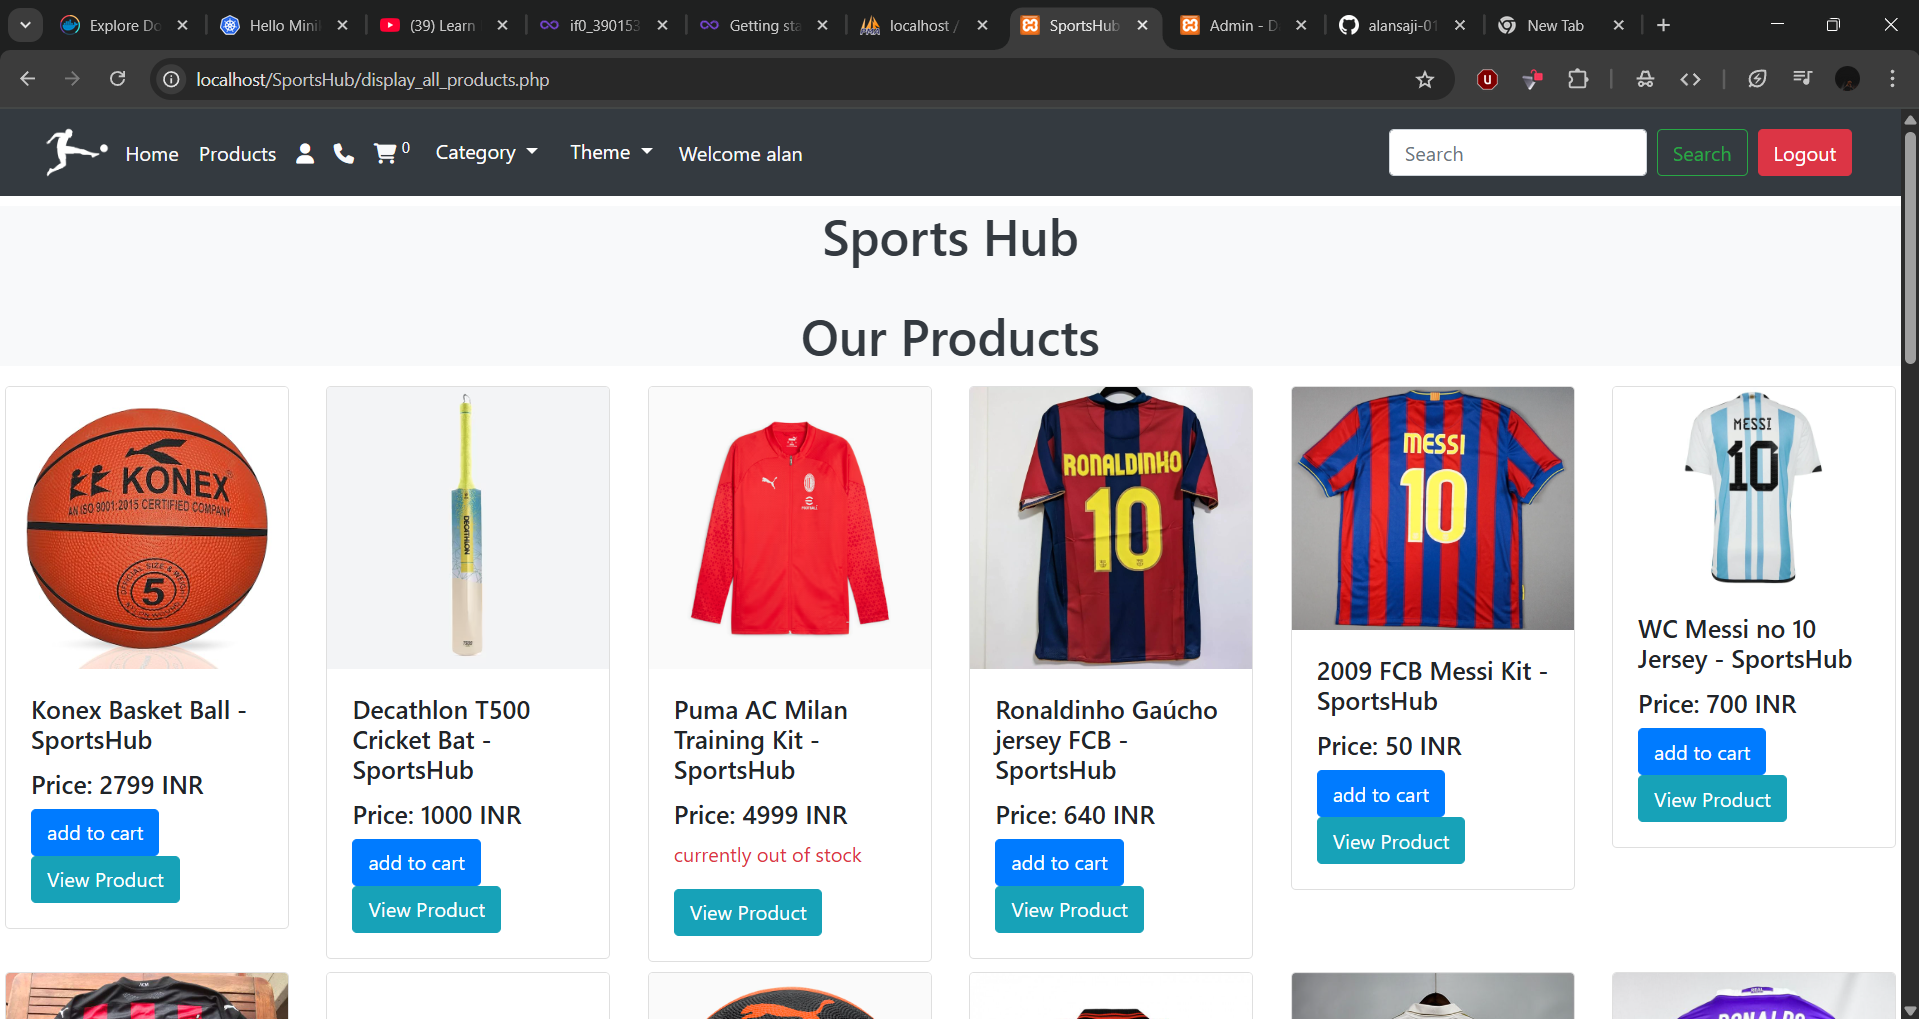 Explore Do
Hello Mini
(39) Learn
if0_390153
Getting sta
localhost /
SportsHub
Admin - D
alansaji-01
New Tab
localhost/SportsHub/display_all_products.php
Home
Products
0
Category
Theme
Welcome alan
Search
Search
Logout
Sports Hub
Our Products
KONEX
AN ISO 9001:2015 CERTIFIED COMPANY
OFFICIAL SIZE & WEIGHT
5
Konex Basket Ball -
SportsHub
Price: 2799 INR
add to cart
View Product
DECATHLON
Decathlon T500
Cricket Bat -
SportsHub
Price: 1000 INR
add to cart
View Product
Puma AC Milan
Training Kit -
SportsHub
Price: 4999 INR
currently out of stock
View Product
RONALDINHO
10
Ronaldinho Gaúcho
jersey FCB -
SportsHub
Price: 640 INR
add to cart
View Product
MESSI
10
2009 FCB Messi Kit -
SportsHub
Price: 50 INR
add to cart
View Product
MESSI
10
WC Messi no 10
Jersey - SportsHub
Price: 700 INR
add to cart
View Product
RONALDO